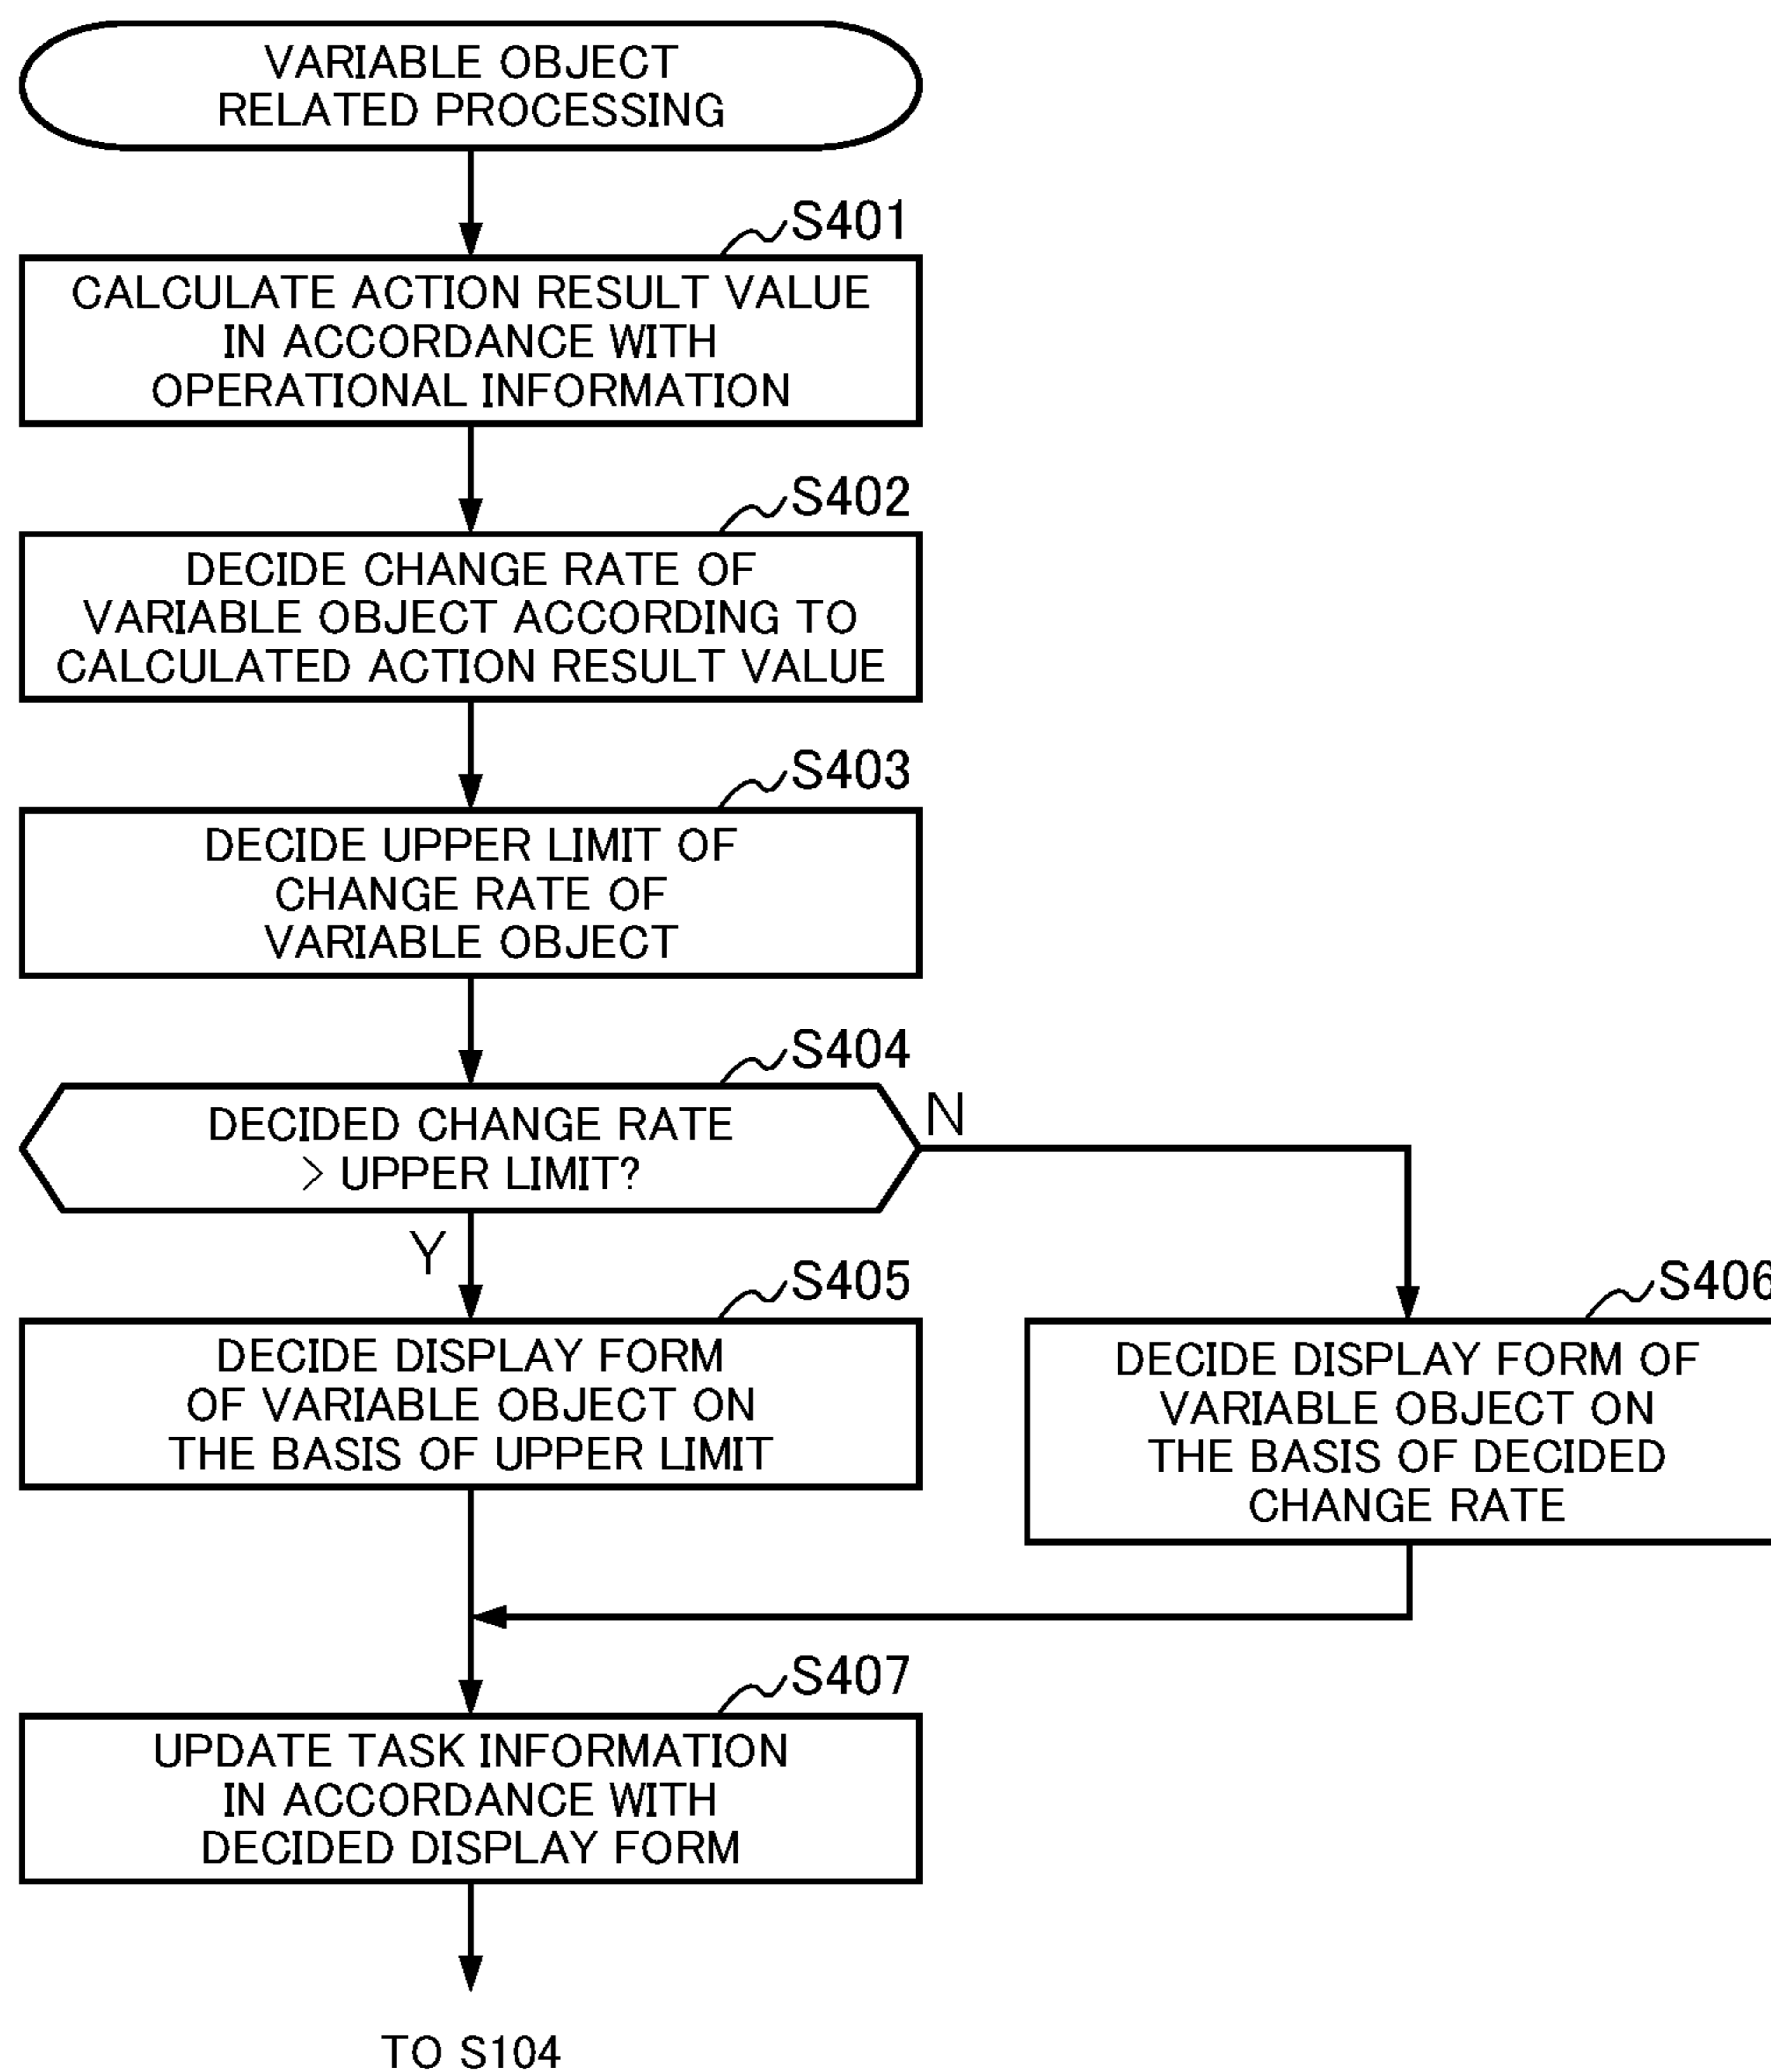 VARIABLE OBJECT
RELATED PROCESSING
S401
CALCULATE ACTION RESULT VALUE
IN ACCORDANCE WITH
OPERATIONAL INFORMATION
S402
DECIDE CHANGE RATE OF
VARIABLE OBJECT ACCORDING TO
CALCULATED ACTION RESULT VALUE
S403
DECIDE UPPER LIMIT OF
CHANGE RATE OF
VARIABLE OBJECT
S404
DECIDED CHANGE RATE
> UPPER LIMIT?
N
Y
S405
DECIDE DISPLAY FORM
OF VARIABLE OBJECT ON
THE BASIS OF UPPER LIMIT
S406
DECIDE DISPLAY FORM OF
VARIABLE OBJECT ON
THE BASIS OF DECIDED
CHANGE RATE
S407
UPDATE TASK INFORMATION
IN ACCORDANCE WITH
DECIDED DISPLAY FORM
TO S104